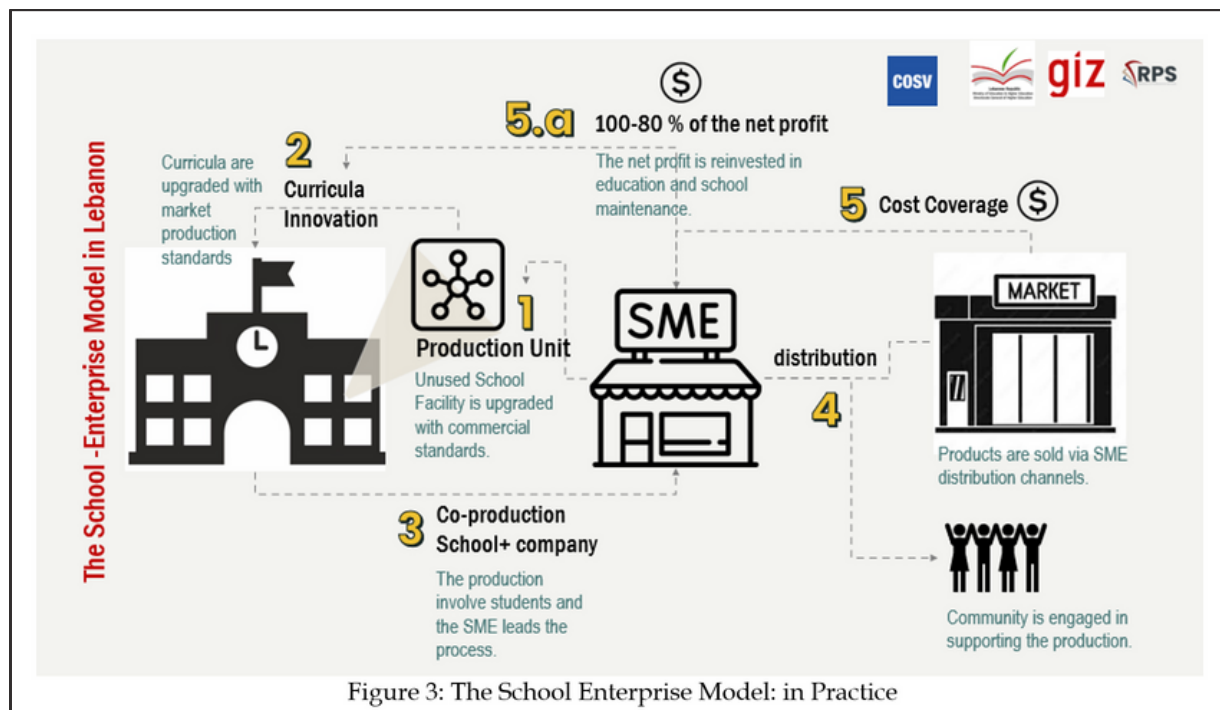 The School -Enterprise Model in Lebanon
COSV
Lebanese Republic
giz
RPS
5.a
100-80 % of the net profit
The net profit is reinvested in
education and school
maintenance.
2
Curricula
Innovation
Curricula are
upgraded with
market
production
standards
5
Cost Coverage
1
Production Unit
Unused School
Facility is upgraded
with commercial
standards.
SME
distribution
4
MARKET
Products are sold via SME
distribution channels.
3
Co-production
School+ company
The production
involve students and
the SME leads the
process.
Community is engaged in
supporting the production.
Figure 3: The School Enterprise Model: in Practice